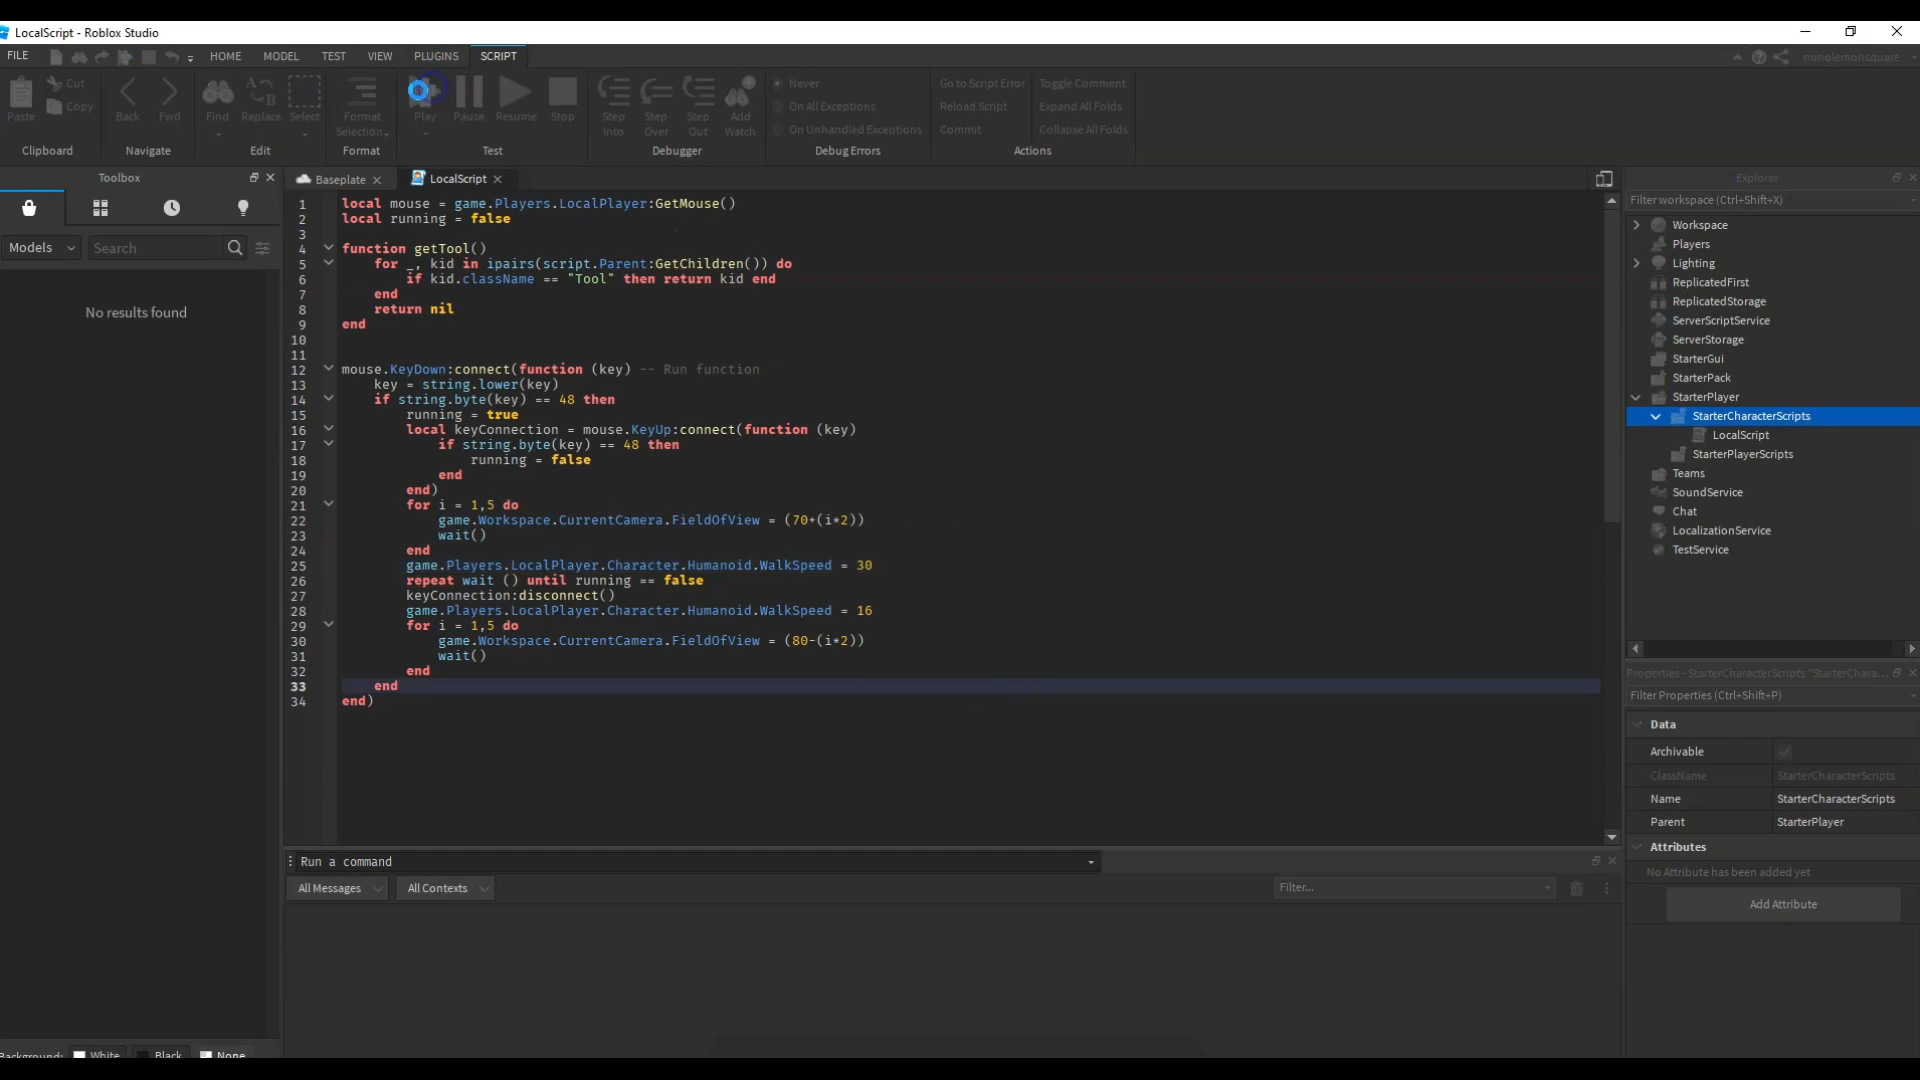 LocalScript - Roblox Studio
FILE HOME MODEL TEST VIEW PLUGINS SCRIPT nonolemonsquare
Paste Cut Copy Back Fwd Find Replace Select Format Selection Play Pause Resume Stop Step Into Step Over Step Out Add Watch
Never
On All Exceptions
On Unhandled Exceptions
Go to Script Error
Reload Script
Commit
Toggle Comment
Expand All Folds
Collapse All Folds
Clipboard Navigate Edit Format Test Debugger Debug Errors Actions
Toolbox
Models Search
No results found
Background: White Black None
Baseplate LocalScript
1 local mouse = game.Players.LocalPlayer:GetMouse()
2 local running = false
3
4 function getTool()
5 for _, kid in ipairs(script.Parent:GetChildren()) do
6 if kid.className == "Tool" then return kid end
7 end
8 return nil
9 end
10
11
12 mouse.KeyDown:connect(function (key) -- Run function
13 key = string.lower(key)
14 if string.byte(key) == 48 then
15 running = true
16 local keyConnection = mouse.KeyUp:connect(function (key)
17 if string.byte(key) == 48 then
18 running = false
19 end
20 end)
21 for i = 1,5 do
22 game.Workspace.CurrentCamera.FieldOfView = (70+(i*2))
23 wait()
24 end
25 game.Players.LocalPlayer.Character.Humanoid.WalkSpeed = 30
26 repeat wait () until running == false
27 keyConnection:disconnect()
28 game.Players.LocalPlayer.Character.Humanoid.WalkSpeed = 16
29 for i = 1,5 do
30 game.Workspace.CurrentCamera.FieldOfView = (80-(i*2))
31 wait()
32 end
33 end
34 end)
Run a command
All Messages All Contexts Filter...
Explorer
Filter workspace (Ctrl+Shift+X)
Workspace
Players
Lighting
ReplicatedFirst
ReplicatedStorage
ServerScriptService
ServerStorage
StarterGui
StarterPack
StarterPlayer
StarterCharacterScripts
LocalScript
StarterPlayerScripts
Teams
SoundService
Chat
LocalizationService
TestService
Properties - StarterCharacterScripts "StarterChara...
Filter Properties (Ctrl+Shift+P)
Data
Archivable
ClassName StarterCharacterScripts
Name StarterCharacterScripts
Parent StarterPlayer
Attributes
No Attribute has been added yet
Add Attribute